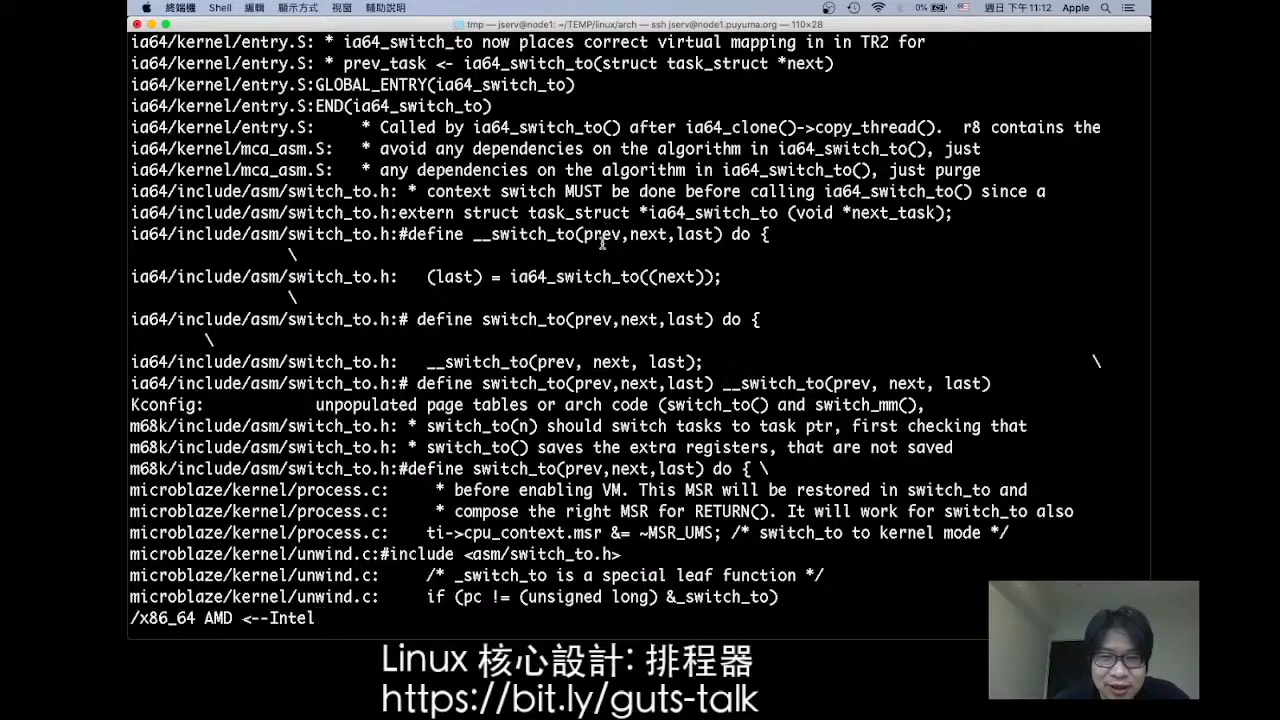 終端機 Shell 編輯 顯示方式 視窗 輔助說明 0% 週日 下午11:12 Apple
tmp — jserv@node1: ~/TEMP/linux/arch — ssh jserv@node1.puyuma.org — 110×28
ia64/kernel/entry.S: * ia64_switch_to now places correct virtual mapping in in TR2 for
ia64/kernel/entry.S: * prev_task <- ia64_switch_to(struct task_struct *next)
ia64/kernel/entry.S:GLOBAL_ENTRY(ia64_switch_to)
ia64/kernel/entry.S:END(ia64_switch_to)
ia64/kernel/entry.S: * Called by ia64_switch_to() after ia64_clone()->copy_thread(). r8 contains the
ia64/kernel/mca_asm.S: * avoid any dependencies on the algorithm in ia64_switch_to(), just
ia64/kernel/mca_asm.S: * any dependencies on the algorithm in ia64_switch_to(), just purge
ia64/include/asm/switch_to.h: * context switch MUST be done before calling ia64_switch_to() since a
ia64/include/asm/switch_to.h:extern struct task_struct *ia64_switch_to (void *next_task);
ia64/include/asm/switch_to.h:#define __switch_to(prev,next,last) do {
\
ia64/include/asm/switch_to.h: (last) = ia64_switch_to((next));
\
ia64/include/asm/switch_to.h:# define switch_to(prev,next,last) do {
\
ia64/include/asm/switch_to.h: __switch_to(prev, next, last); \
ia64/include/asm/switch_to.h:# define switch_to(prev,next,last) __switch_to(prev, next, last)
Kconfig: unpopulated page tables or arch code (switch_to() and switch_mm(),
m68k/include/asm/switch_to.h: * switch_to(n) should switch tasks to task ptr, first checking that
m68k/include/asm/switch_to.h: * switch_to() saves the extra registers, that are not saved
m68k/include/asm/switch_to.h:#define switch_to(prev,next,last) do { \
microblaze/kernel/process.c: * before enabling VM. This MSR will be restored in switch_to and
microblaze/kernel/process.c: * compose the right MSR for RETURN(). It will work for switch_to also
microblaze/kernel/process.c: ti->cpu_context.msr &= ~MSR_UMS; /* switch_to to kernel mode */
microblaze/kernel/unwind.c:#include <asm/switch_to.h>
microblaze/kernel/unwind.c: /* _switch_to is a special leaf function */
microblaze/kernel/unwind.c: if (pc != (unsigned long) &_switch_to)
/x86_64 AMD <--Intel
Linux 核心設計: 排程器
https://bit.ly/guts-talk